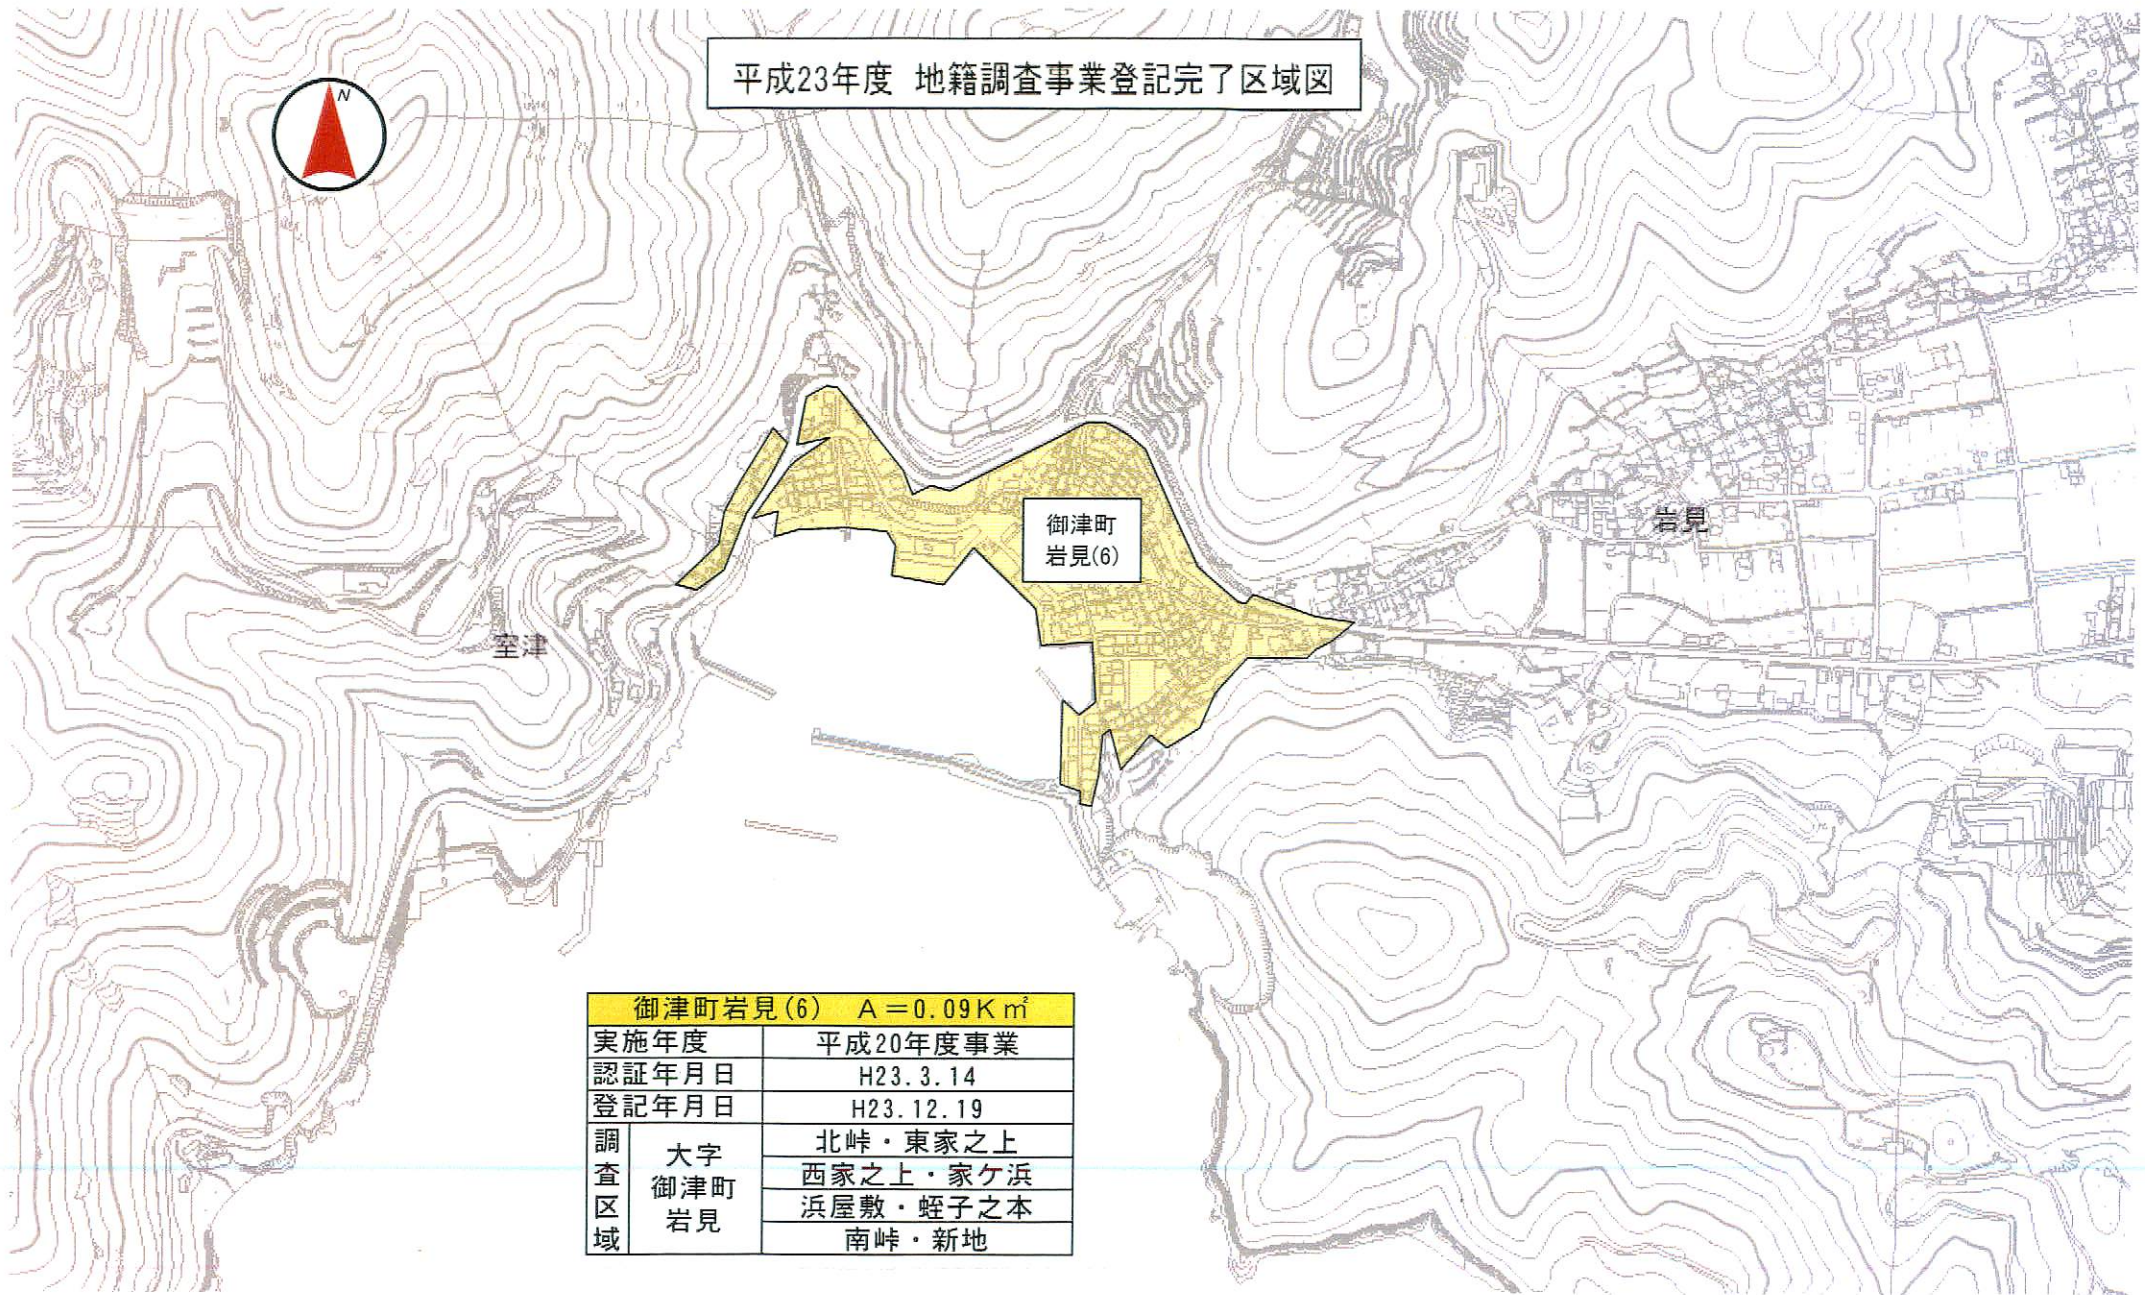 平成23年度 地籍調査事業登記完了区域図
N
御津町
岩見(6)
岩見
室津
御津町岩見(6) A=0.09K㎡
実施年度 平成20年度事業
認証年月日 H23.3.14
登記年月日 H23.12.19
調査区域
大字
御津町
岩見
北峠・東家之上
西家之上・家ケ浜
浜屋敷・蛭子之本
南峠・新地